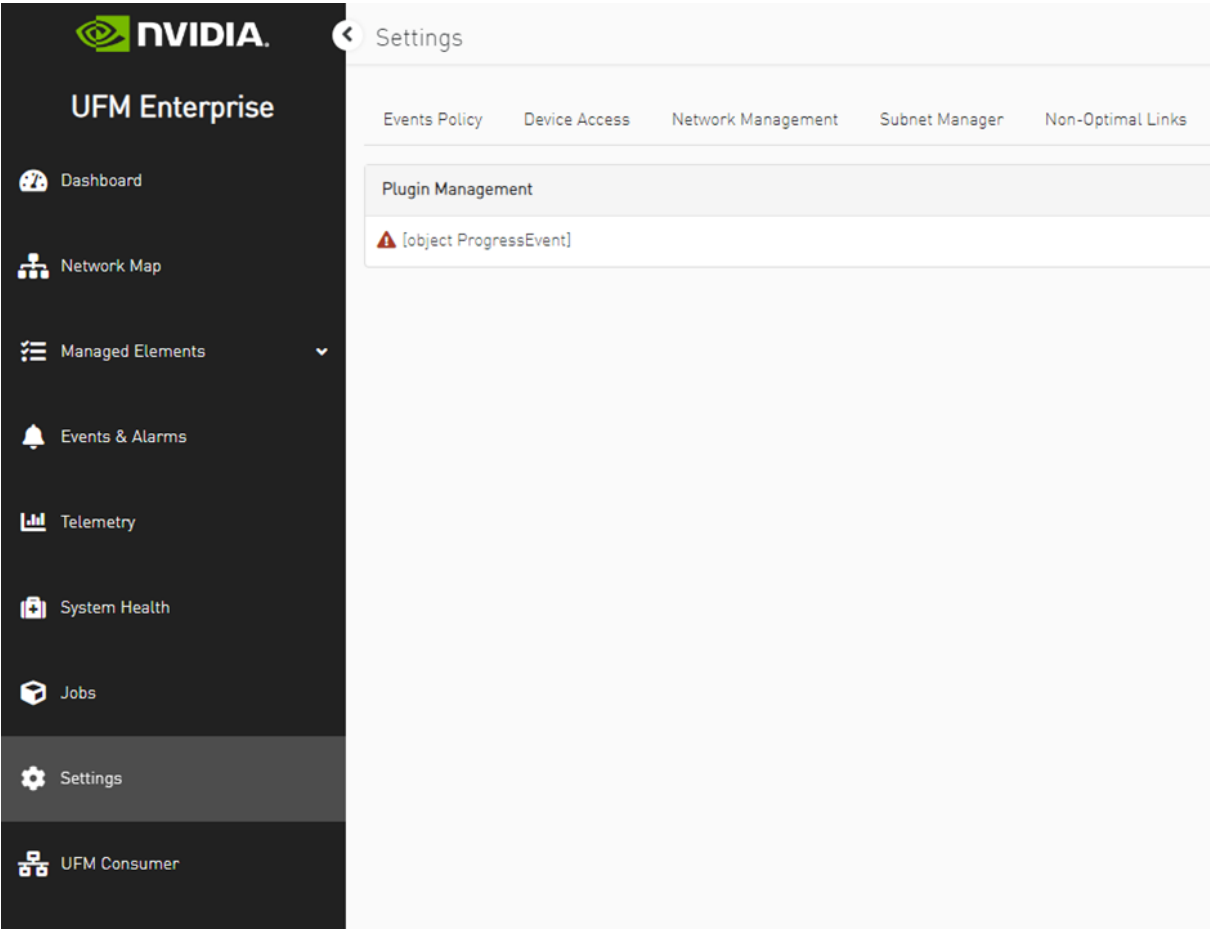 NVIDIA.
UFM Enterprise
Dashboard
Network Map
Managed Elements
Events & Alarms
Telemetry
System Health
Jobs
Settings
UFM Consumer
Settings
Events Policy Device Access Network Management Subnet Manager Non-Optimal Links
Plugin Management
[object ProgressEvent]